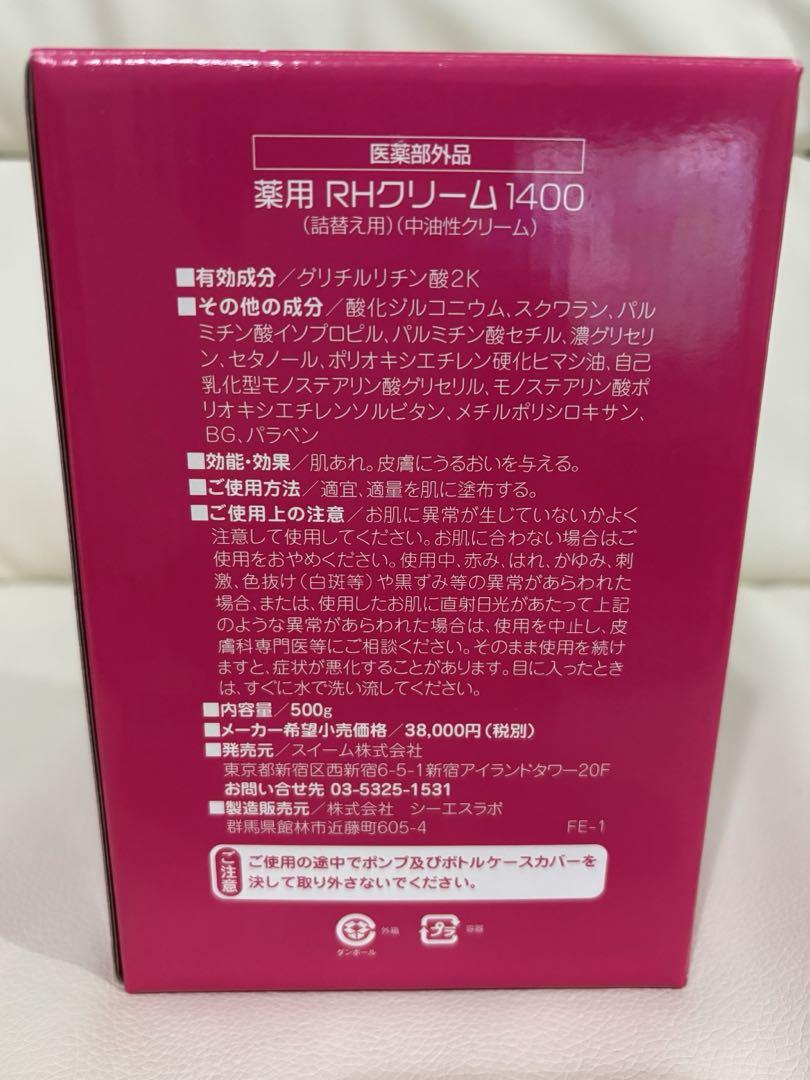 医薬部外品
薬用 RHクリーム1400
(詰替え用)(中油性クリーム)
■有効成分/グリチルリチン酸2K
■その他の成分/酸化ジルコニウム、スクワラン、パル
ミチン酸イソプロピル、パルミチン酸セチル、濃グリセリ
ン、セタノール、ポリオキシエチレン硬化ヒマシ油、自己
乳化型モノステアリン酸グリセリル、モノステアリン酸ポ
リオキシエチレンソルビタン、メチルポリシロキサン、
BG、パラベン
■効能・効果/肌あれ。皮膚にうるおいを与える。
■ご使用方法/適宜、適量を肌に塗布する。
■ご使用上の注意/お肌に異常が生じていないかよく
注意して使用してください。お肌に合わない場合はご
使用をおやめください。使用中、赤み、はれ、かゆみ、刺
激、色抜け(白斑等)や黒ずみ等の異常があらわれた
場合、または、使用したお肌に直射日光があたって上記
のような異常があらわれた場合は、使用を中止し、皮
膚科専門医等にご相談ください。そのまま使用を続け
ますと、症状が悪化することがあります。目に入ったとき
は、すぐに水で洗い流してください。
■内容量/500g
■メーカー希望小売価格/38,000円(税別)
■発売元/スイーム株式会社
東京都新宿区西新宿6-5-1新宿アイランドタワー20F
お問い合せ先 03-5325-1531
■製造販売元/株式会社 シーエスラボ
群馬県館林市近藤町605-4 FE-1
ご注意
ご使用の途中でポンプ及びボトルケースカバーを
決して取り外さないでください。
外箱 プラ 容器
ダンボール